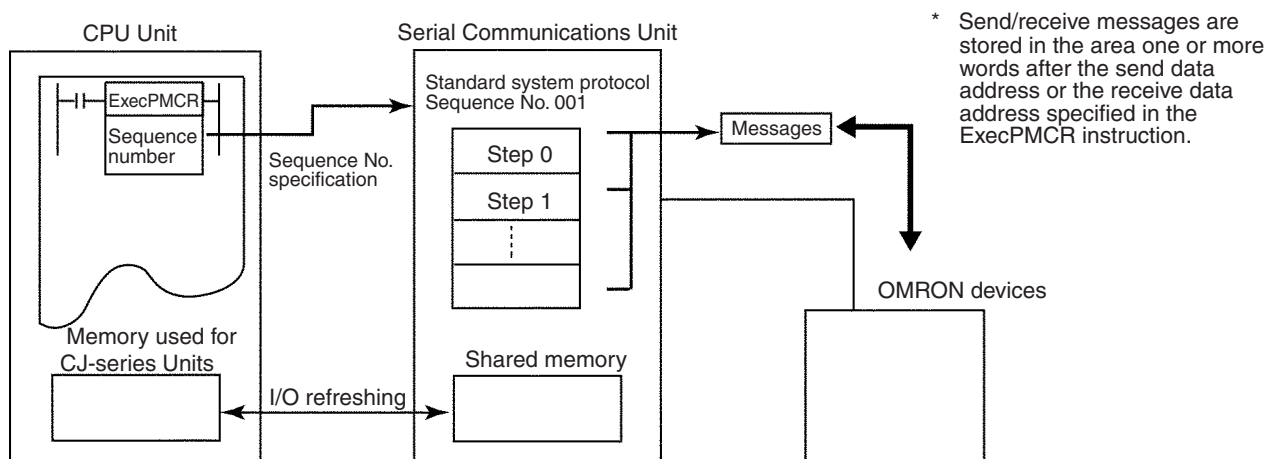 CPU Unit
ExecPMCR
Sequence
number
Sequence No.
specification
Memory used for
CJ-series Units
I/O refreshing
Serial Communications Unit
Standard system protocol
Sequence No. 001
Step 0
Step 1
Shared memory
Messages
OMRON devices
* Send/receive messages are
stored in the area one or more
words after the send data
address or the receive data
address specified in the
ExecPMCR instruction.